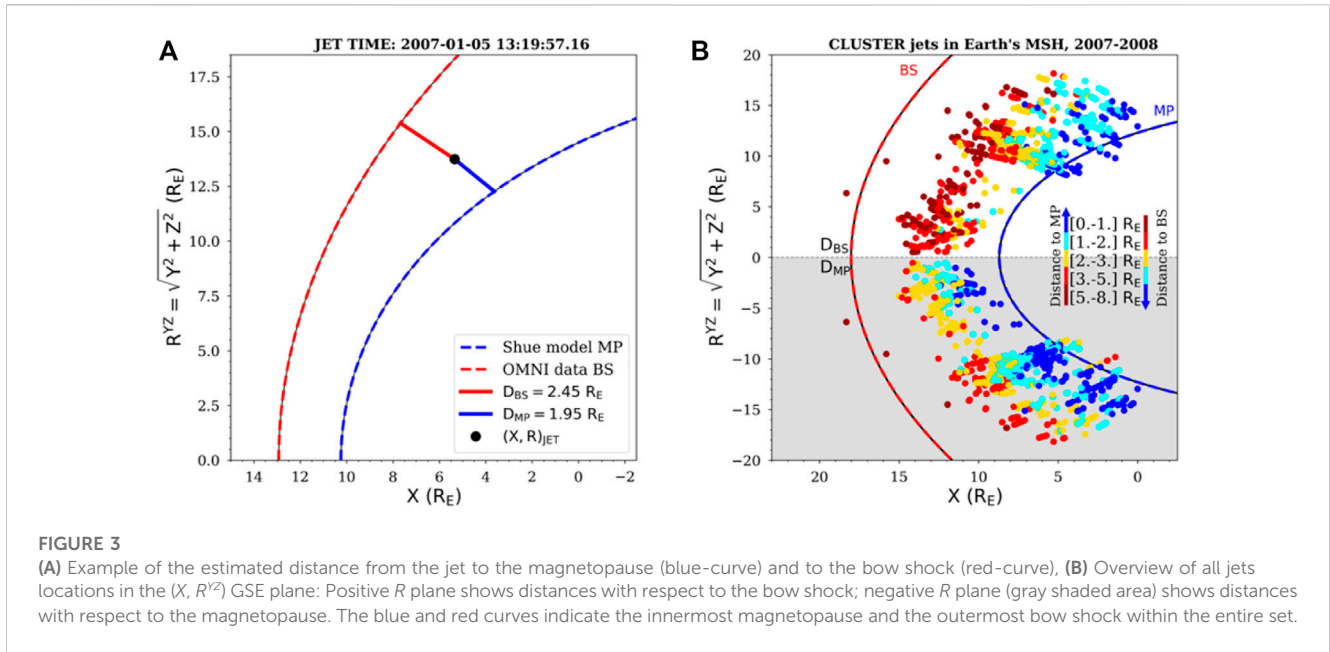 A
JET TIME: 2007-01-05 13:19:57.16
17.5
15.0
12.5
10.0
7.5
5.0
2.5
0.0
R^YZ = √Y² + Z² (R_E)
14 12 10 8 6 4 2 0 −2
X (R_E)
Shue model MP
OMNI data BS
D_BS = 2.45 R_E
D_MP = 1.95 R_E
(X, R)_JET
B
CLUSTER jets in Earth's MSH, 2007-2008
20
15
10
5
0
−5
−10
−15
−20
R^YZ = √Y² + Z² (R_E)
BS
MP
D_BS
D_MP
Distance to MP
[0.-1.] R_E
[1.-2.] R_E
[2.-3.] R_E
[3.-5.] R_E
[5.-8.] R_E
Distance to BS
20 15 10 5 0
X (R_E)
FIGURE 3
(A) Example of the estimated distance from the jet to the magnetopause (blue-curve) and to the bow shock (red-curve), (B) Overview of all jets
locations in the (X, R^YZ) GSE plane: Positive R plane shows distances with respect to the bow shock; negative R plane (gray shaded area) shows distances
with respect to the magnetopause. The blue and red curves indicate the innermost magnetopause and the outermost bow shock within the entire set.